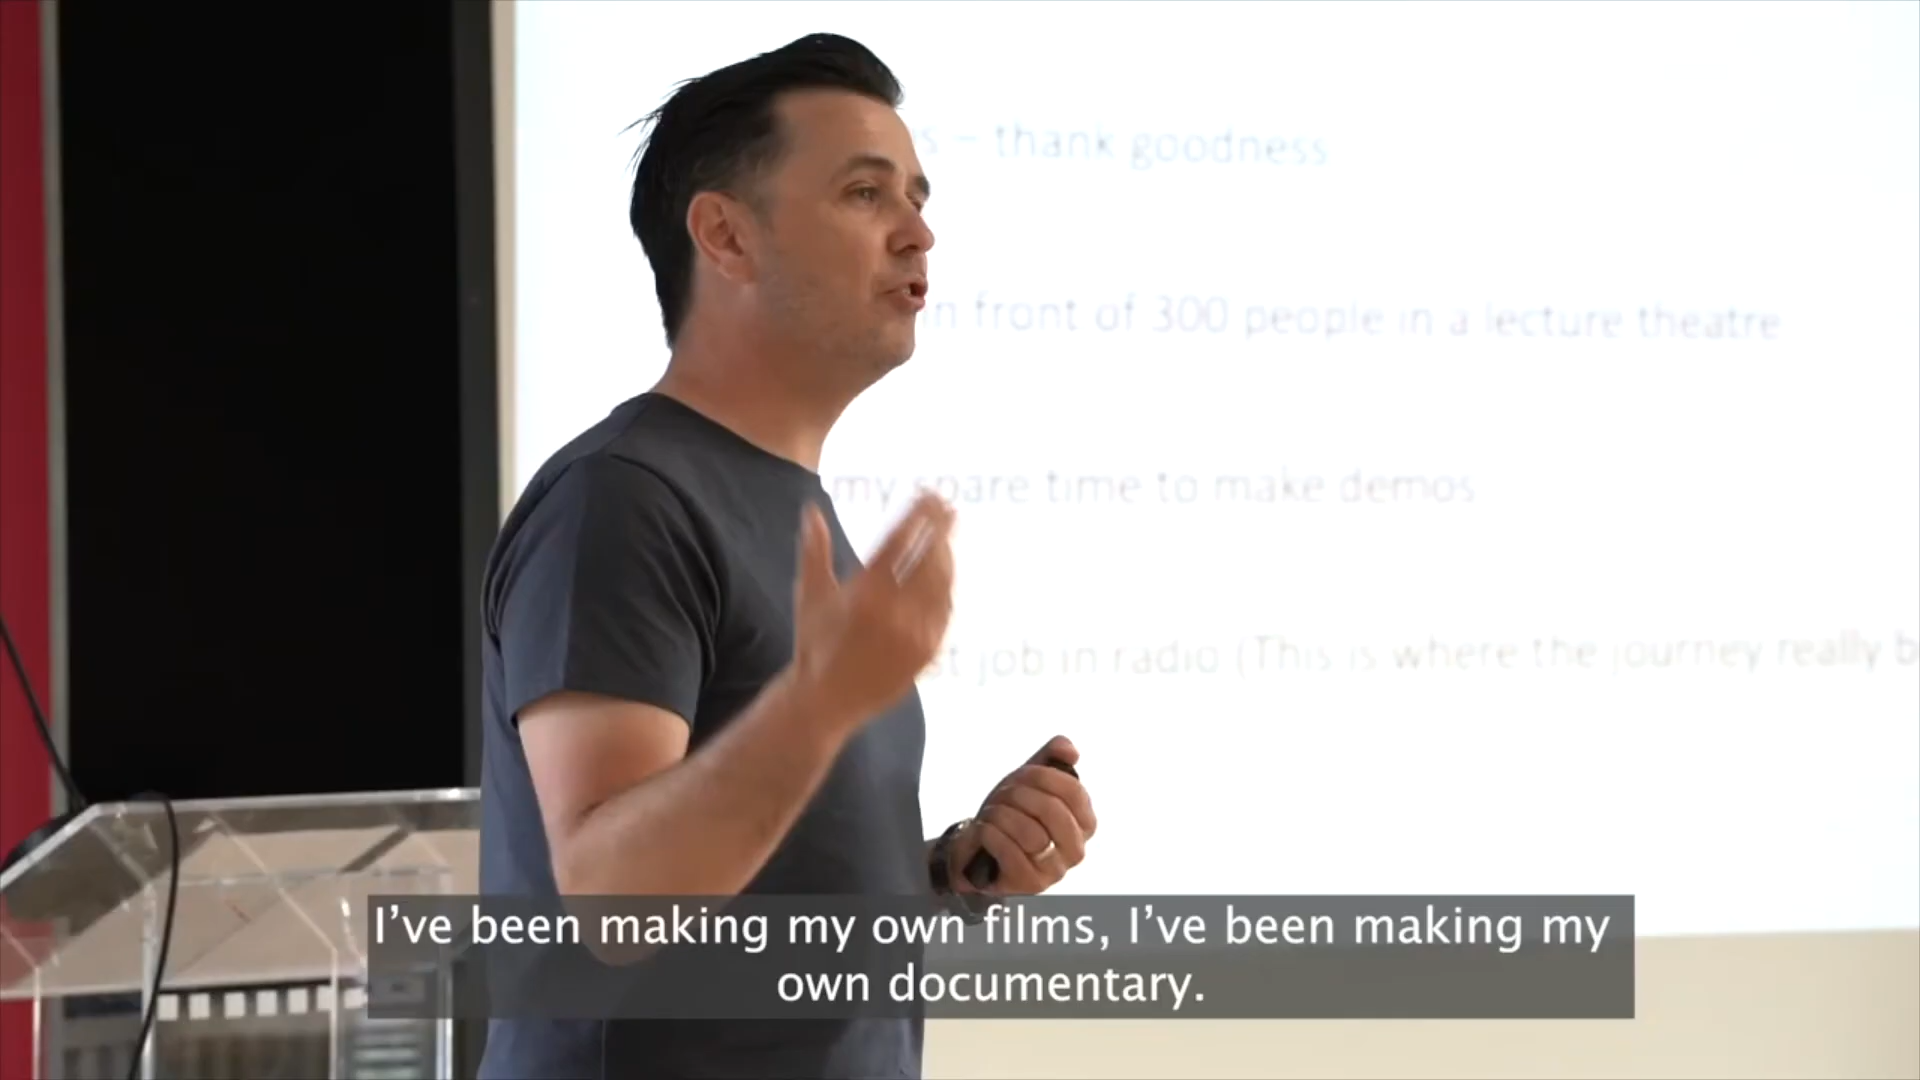 – thank goodness
in front of 300 people in a lecture theatre
my spare time to make demos
job in radio (This is where the journey really
I’ve been making my own films, I’ve been making my
own documentary.